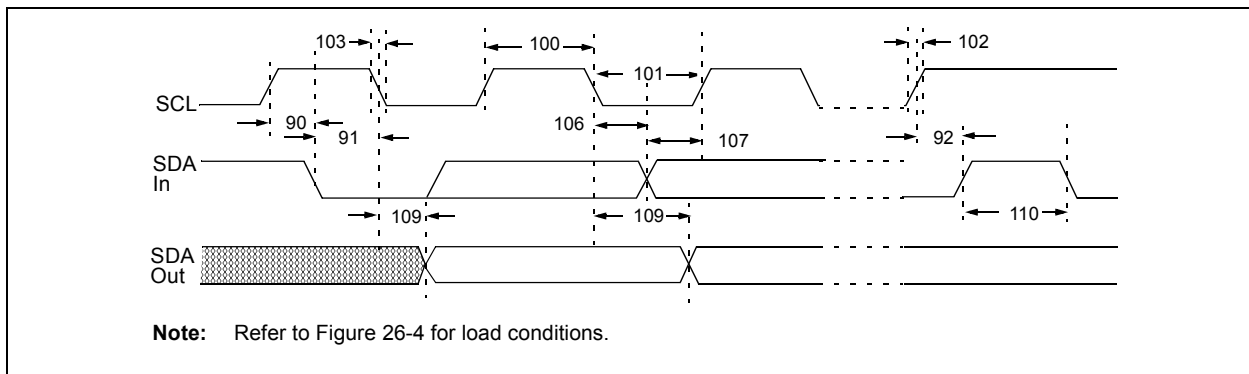 103
100
102
101
SCL
90
91
106
107
92
SDA
In
109
109
110
SDA
Out
Note: Refer to Figure 26-4 for load conditions.